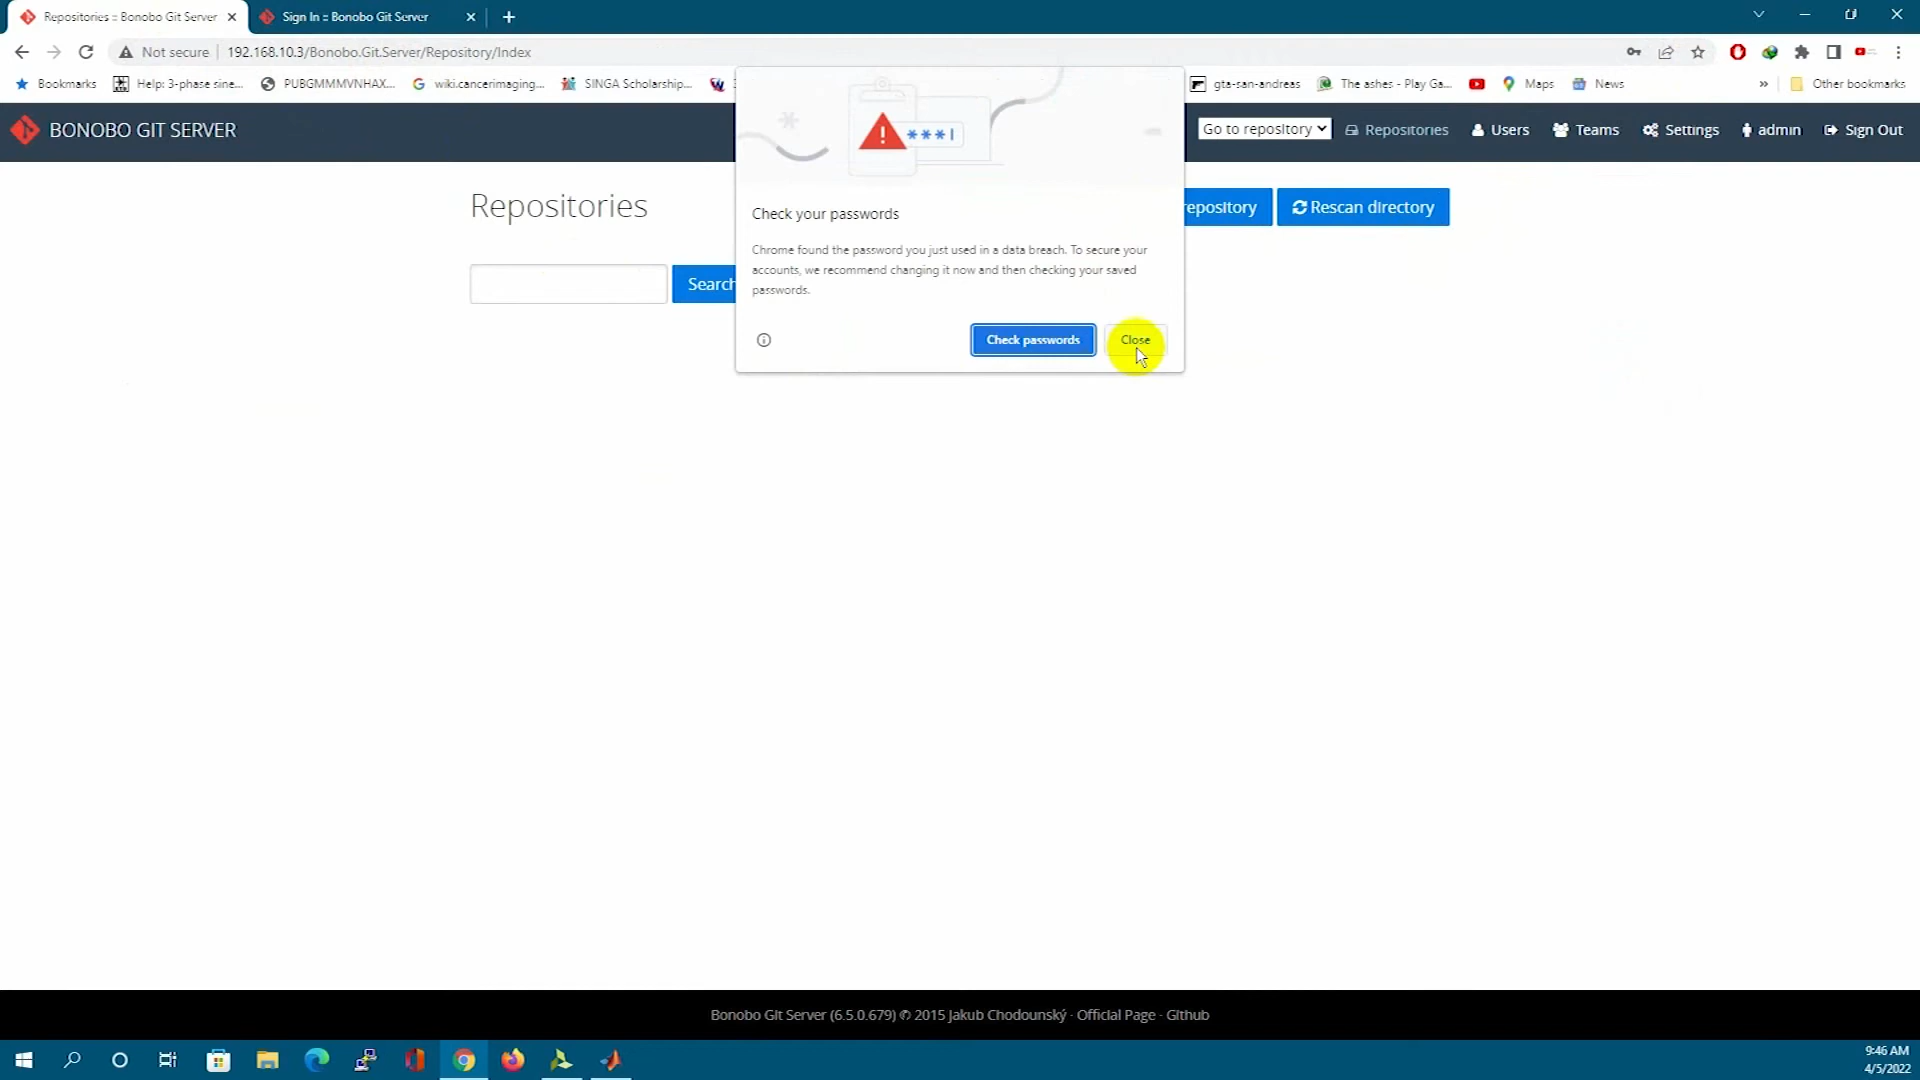 Repositories :: Bonobo Git Server
Sign In :: Bonobo Git Server
Not secure
192.168.10.3/Bonobo.Git.Server/Repository/Index
Bookmarks
Help: 3-phase sine...
PUBGMMMVNHAX...
wiki.cancerimaging...
SINGA Scholarship...
gta-san-andreas
The ashes - Play Ga...
Maps
News
»
Other bookmarks
BONOBO GIT SERVER
Go to repository
Repositories
Users
Teams
Settings
admin
Sign Out
Repositories
repository
Rescan directory
Search
***
Check your passwords
Chrome found the password you just used in a data breach. To secure your
accounts, we recommend changing it now and then checking your saved
passwords.
Check passwords
Close
Bonobo Git Server (6.5.0.679) © 2015 Jakub Chodounský · Official Page · Github
9:46 AM
4/5/2022